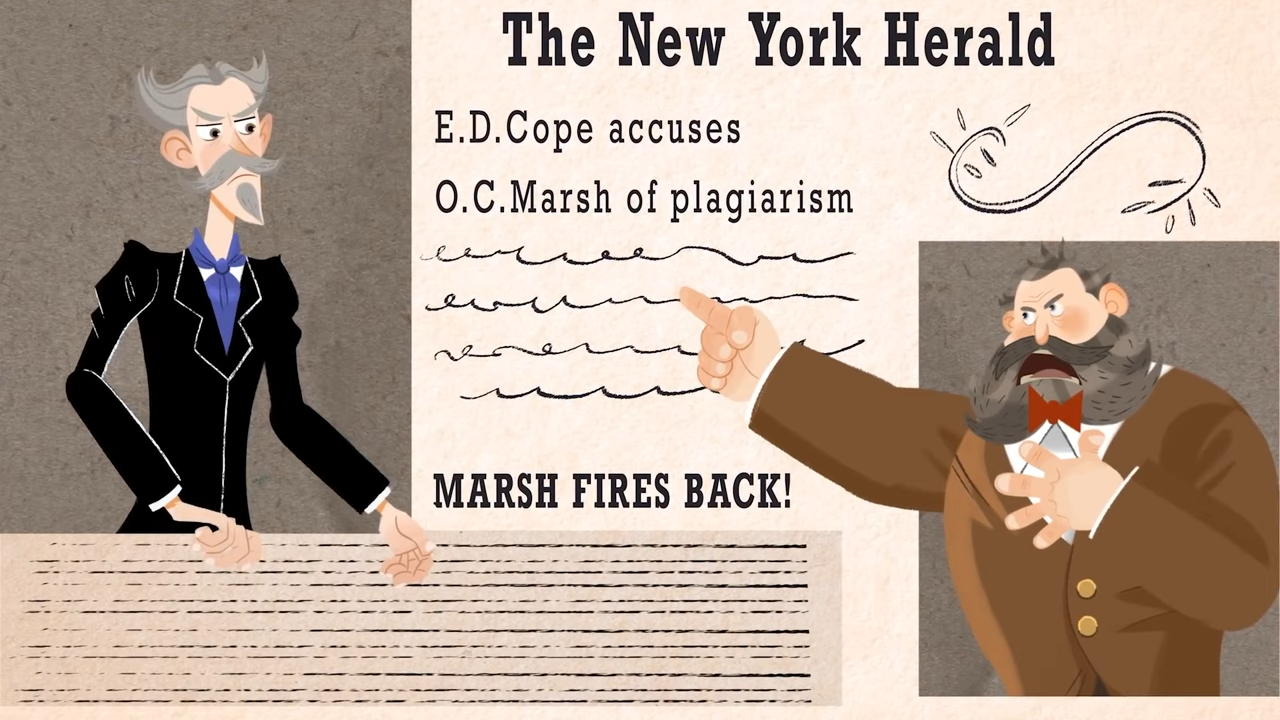 The New York Herald
E.D.Cope accuses
O.C.Marsh of plagiarism
MARSH FIRES BACK!